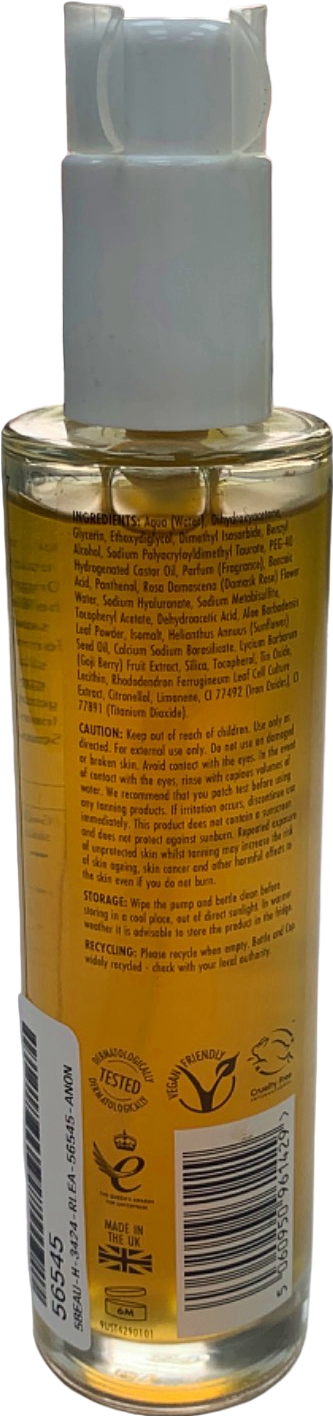 INGREDIENTS: Aqua (Water), Dihydroxyacetone,
Glycerin, Ethoxydiglycol, Dimethyl Isosorbide, Benzyl
Alcohol, Sodium Polyacryloyldimethyl Taurate, PEG-40
Hydrogenated Castor Oil, Parfum (Fragrance), Benzoic
Acid, Panthenol, Rosa Damascena (Damask Rose) Flower
Water, Sodium Hyaluronate, Sodium Metabisulfite,
Tocopheryl Acetate, Dehydroacetic Acid, Aloe Barbadensis
Leaf Powder, Isomalt, Helianthus Annuus (Sunflower)
Seed Oil, Calcium Sodium Borosilicate, Lycium Barbarum
(Goji Berry) Fruit Extract, Silica, Tocopherol, Tin Oxide,
Lecithin, Rhododendron Ferrugineum Leaf Cell Culture
Extract, Citronellol, Limonene, CI 77492 (Iron Oxides), CI
77891 (Titanium Dioxide).
CAUTION: Keep out of reach of children. Use only as
directed. For external use only. Do not use on damaged
or broken skin. Avoid contact with the eyes. In the event
of contact with the eyes, rinse with copious volumes of
water. We recommend that you patch test before using
any tanning products. If irritation occurs, discontinue use
immediately. This product does not contain a sunscreen
and does not protect against sunburn. Repeated exposure
of unprotected skin whilst tanning may increase the risk
of skin ageing, skin cancer and other harmful effects to
the skin even if you do not burn.
STORAGE: Wipe the pump and bottle clean before
storing in a cool place, out of direct sunlight. In warmer
weather it is advisable to store the product in the fridge.
RECYCLING: Please recycle when empty. Bottle and Cap
widely recycled - check with your local authority.
DERMATOLOGICALLY
TESTED
DERMATOLOGICALLY
VEGAN FRIENDLY
Cruelty Free
INTERNATIONAL
THE QUEEN'S AWARDS
FOR ENTERPRISE
MADE IN
THE UK
6M
9UST4290101
5 060950 961429 >
56545
5BEAU-H-3424-RLEA-56545-ANON